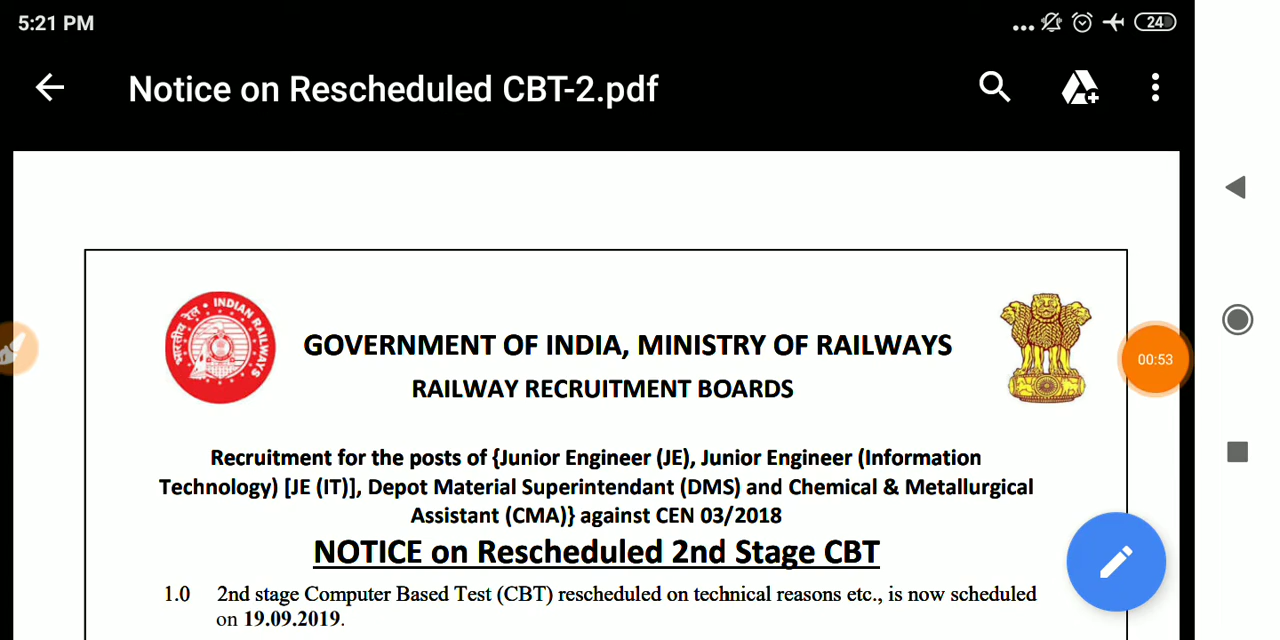 5:21 PM
24
Notice on Rescheduled CBT-2.pdf
भारतीय रेल • INDIAN RAILWAYS
GOVERNMENT OF INDIA, MINISTRY OF RAILWAYS
RAILWAY RECRUITMENT BOARDS
00:53
Recruitment for the posts of {Junior Engineer (JE), Junior Engineer (Information
Technology) [JE (IT)], Depot Material Superintendant (DMS) and Chemical & Metallurgical
Assistant (CMA)} against CEN 03/2018
NOTICE on Rescheduled 2nd Stage CBT
1.0 2nd stage Computer Based Test (CBT) rescheduled on technical reasons etc., is now scheduled
on 19.09.2019.